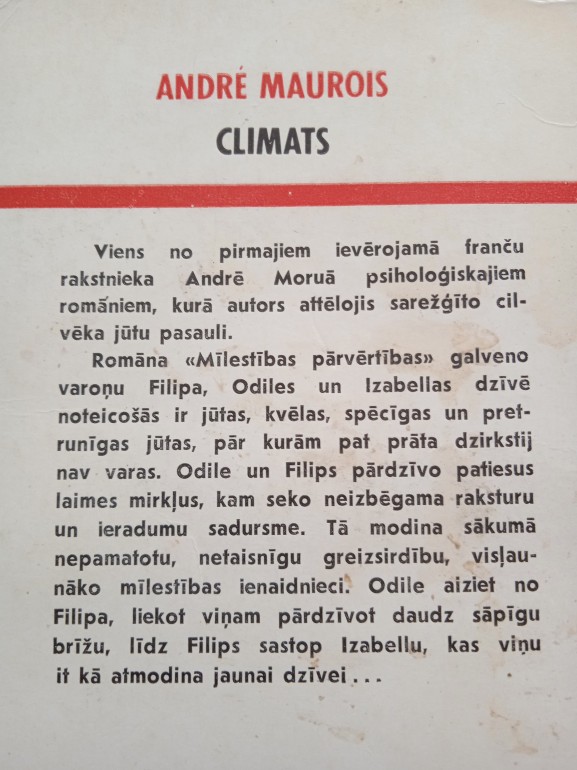 ANDRÉ MAUROIS
CLIMATS
Viens no pirmajiem ievērojamā franču
rakstnieka Andrē Moruā psiholoģiskajiem
romāniem, kurā autors attēlojis sarežģīto cil-
vēka jūtu pasauli.
Romāna «Mīlestības pārvērtības» galveno
varoņu Filipa, Odiles un Izabellas dzīvē
noteicošās ir jūtas, kvēlas, spēcīgas un pret-
runīgas jūtas, pār kurām pat prāta dzirkstij
nav varas. Odile un Filips pārdzīvo patiesus
laimes mirkļus, kam seko neizbēgama raksturu
un ieradumu sadursme. Tā modina sākumā
nepamatotu, netaisnīgu greizsirdību, visļau-
nāko mīlestības ienaidnieci. Odile aiziet no
Filipa, liekot viņam pārdzīvot daudz sāpīgu
brīžu, līdz Filips sastop Izabellu, kas viņu
it kā atmodina jaunai dzīvei...